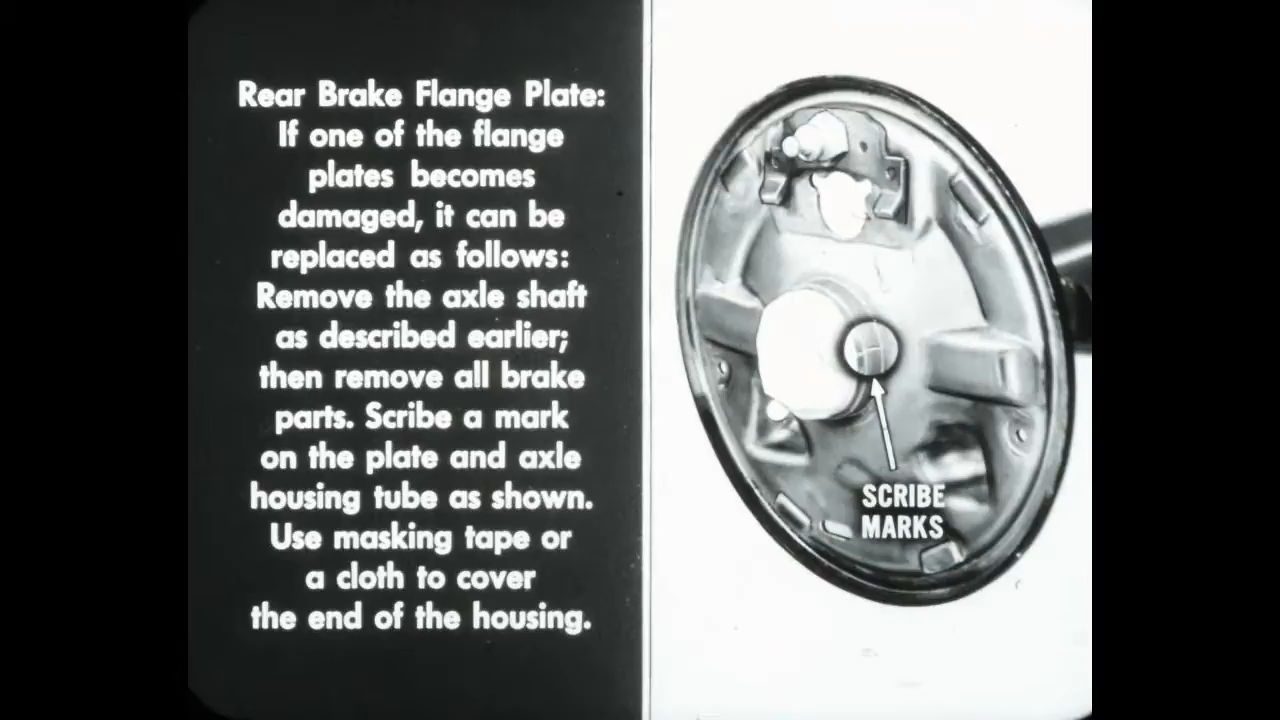 Rear Brake Flange Plate:
If one of the flange
plates becomes
damaged, it can be
replaced as follows:
Remove the axle shaft
as described earlier;
then remove all brake
parts. Scribe a mark
on the plate and axle
housing tube as shown.
Use masking tape or
a cloth to cover
the end of the housing.
SCRIBE
MARKS